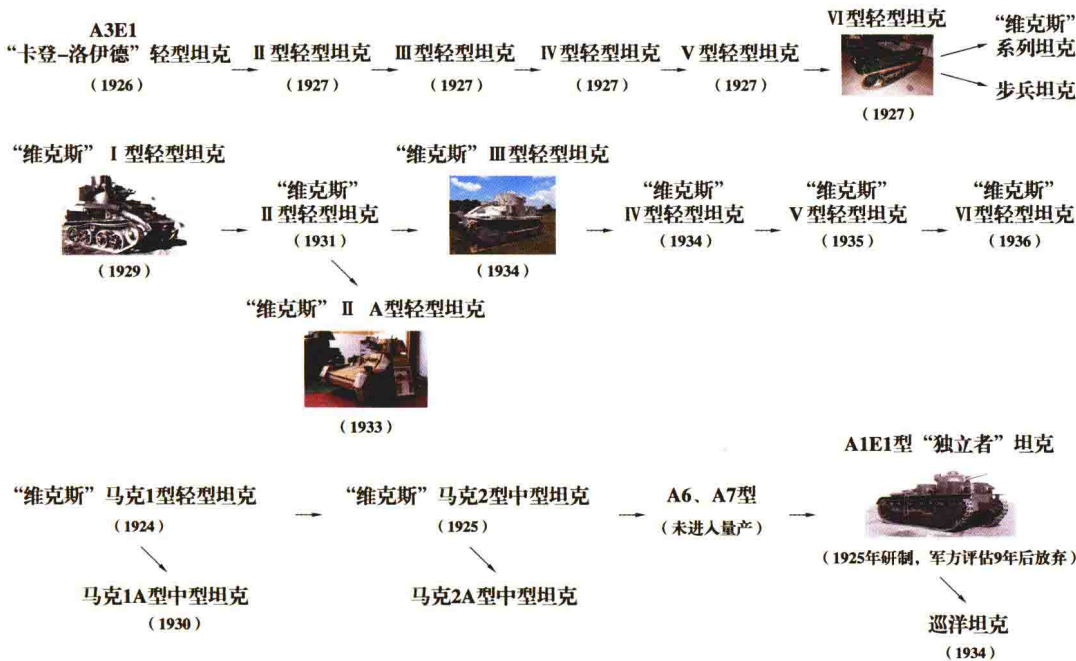 A3E1
“卡登–洛伊德” 轻型坦克
(1926)
II 型轻型坦克
(1927)
III型轻型坦克
(1927)
IV型轻型坦克
(1927)
V 型轻型坦克
(1927)
VI型轻型坦克
(1927)
“维克斯”
系列坦克
步兵坦克
“维克斯” I 型轻型坦克
(1929)
“维克斯”
II型轻型坦克
(1931)
“维克斯” III型轻型坦克
(1934)
“维克斯”
IV型轻型坦克
(1934)
“维克斯”
V型轻型坦克
(1935)
“维克斯”
VI型轻型坦克
(1936)
“维克斯” II A型轻型坦克
(1933)
“维克斯” 马克1型轻型坦克
(1924)
马克1A型中型坦克
(1930)
“维克斯” 马克2型中型坦克
(1925)
马克2A型中型坦克
A6、A7型
(未进入量产)
A1E1型 “独立者” 坦克
(1925年研制，军方评估9年后放弃)
巡洋坦克
(1934)